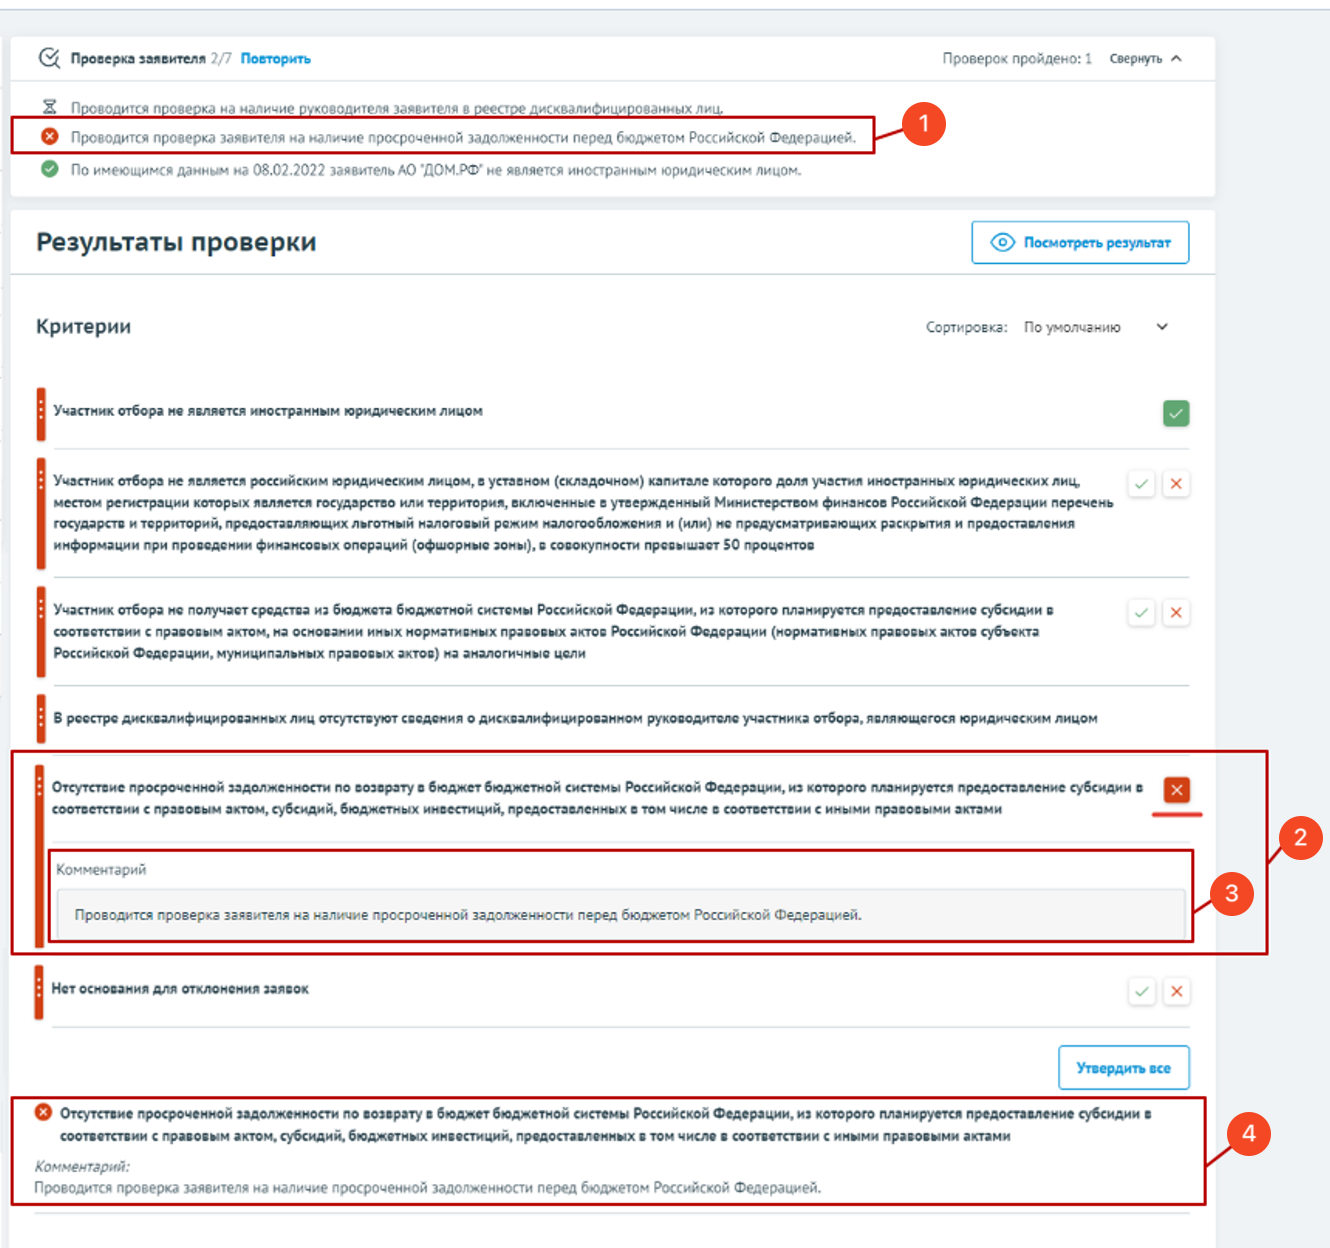 Проверка заявителя 2/7 Повторить
Проверок пройдено: 1 Свернуть
Проводится проверка на наличие руководителя заявителя в реестре дисквалифицированных лиц.
Проводится проверка заявителя на наличие просроченной задолженности перед бюджетом Российской Федерацией.
1
По имеющимся данным на 08.02.2022 заявитель АО "ДОМ.РФ" не является иностранным юридическим лицом.
Результаты проверки
Посмотреть результат
Критерии
Сортировка: По умолчанию
Участник отбора не является иностранным юридическим лицом
Участник отбора не является российским юридическим лицом, в уставном (складочном) капитале которого доля участия иностранных юридических лиц,
местом регистрации которых является государство или территория, включенные в утвержденный Министерством финансов Российской Федерации перечень
государств и территорий, предоставляющих льготный налоговый режим налогообложения и (или) не предусматривающих раскрытия и предоставления
информации при проведении финансовых операций (офшорные зоны), в совокупности превышает 50 процентов
Участник отбора не получает средства из бюджета бюджетной системы Российской Федерации, из которого планируется предоставление субсидии в
соответствии с правовым актом, на основании иных нормативных правовых актов Российской Федерации (нормативных правовых актов субъекта
Российской Федерации, муниципальных правовых актов) на аналогичные цели
В реестре дисквалифицированных лиц отсутствуют сведения о дисквалифицированном руководителе участника отбора, являющегося юридическим лицом
Отсутствие просроченной задолженности по возврату в бюджет бюджетной системы Российской Федерации, из которого планируется предоставление субсидии в
соответствии с правовым актом, субсидий, бюджетных инвестиций, предоставленных в том числе в соответствии с иными правовыми актами
2
Комментарий
3
Проводится проверка заявителя на наличие просроченной задолженности перед бюджетом Российской Федерацией.
Нет основания для отклонения заявок
Утвердить все
Отсутствие просроченной задолженности по возврату в бюджет бюджетной системы Российской Федерации, из которого планируется предоставление субсидии в
соответствии с правовым актом, субсидий, бюджетных инвестиций, предоставленных в том числе в соответствии с иными правовыми актами
4
Комментарий:
Проводится проверка заявителя на наличие просроченной задолженности перед бюджетом Российской Федерацией.